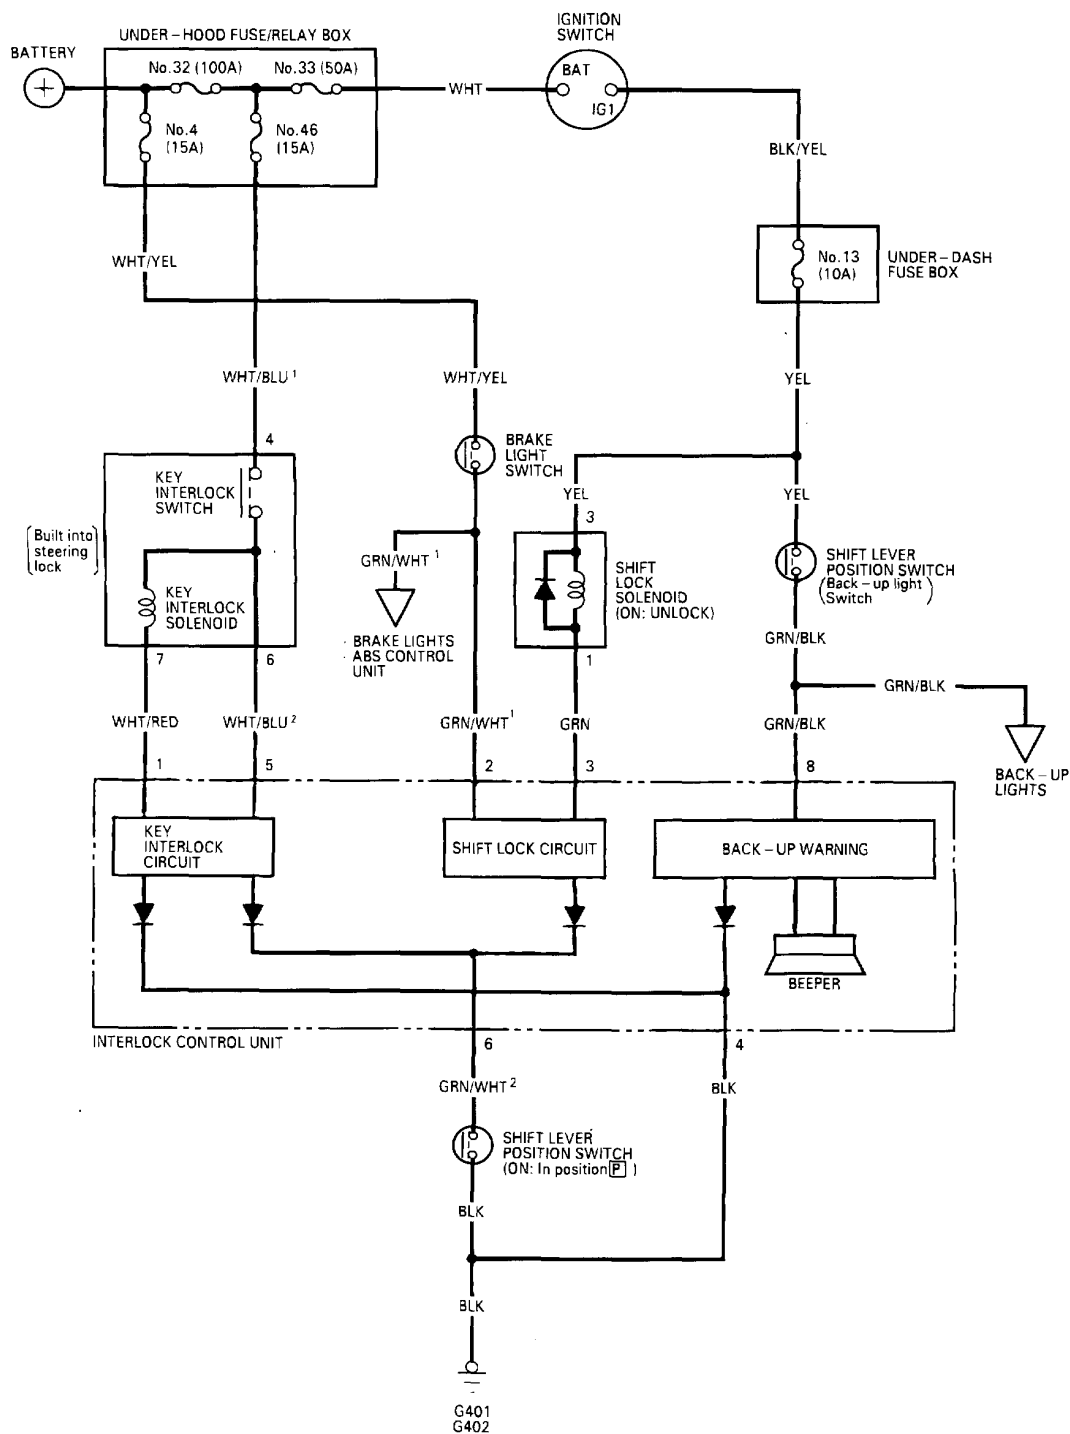 IGNITION
SWITCH
UNDER-HOOD FUSE/RELAY BOX
BATTERY
+
No.32 (100A)
No.33 (50A)
WHT
BAT
IG1
No.4
(15A)
No.46
(15A)
BLK/YEL
WHT/YEL
No.13
(10A)
UNDER-DASH
FUSE BOX
WHT/BLU 1
WHT/YEL
YEL
4
KEY
INTERLOCK
SWITCH
BRAKE
LIGHT
SWITCH
YEL
YEL
3
Built into
steering
lock
GRN/WHT 1
SHIFT
LOCK
SOLENOID
(ON: UNLOCK)
SHIFT LEVER
POSITION SWITCH
(Back-up light
Switch)
KEY
INTERLOCK
SOLENOID
BRAKE LIGHTS
ABS CONTROL
UNIT
7
6
1
GRN/BLK
GRN/BLK
WHT/RED
WHT/BLU 2
GRN/WHT 1
GRN
GRN/BLK
1
5
2
3
8
BACK-UP
LIGHTS
KEY
INTERLOCK
CIRCUIT
SHIFT LOCK CIRCUIT
BACK-UP WARNING
BEEPER
INTERLOCK CONTROL UNIT
6
4
GRN/WHT 2
BLK
SHIFT LEVER
POSITION SWITCH
(ON: In position P )
BLK
BLK
G401
G402